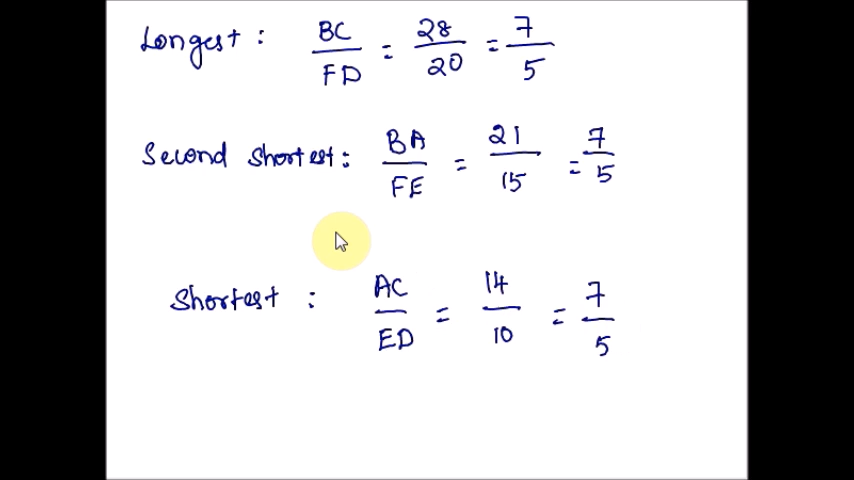 Longest : BC/FD = 28/20 = 7/5
Second Shortest : BA/FE = 21/15 = 7/5
Shortest : AC/ED = 14/10 = 7/5